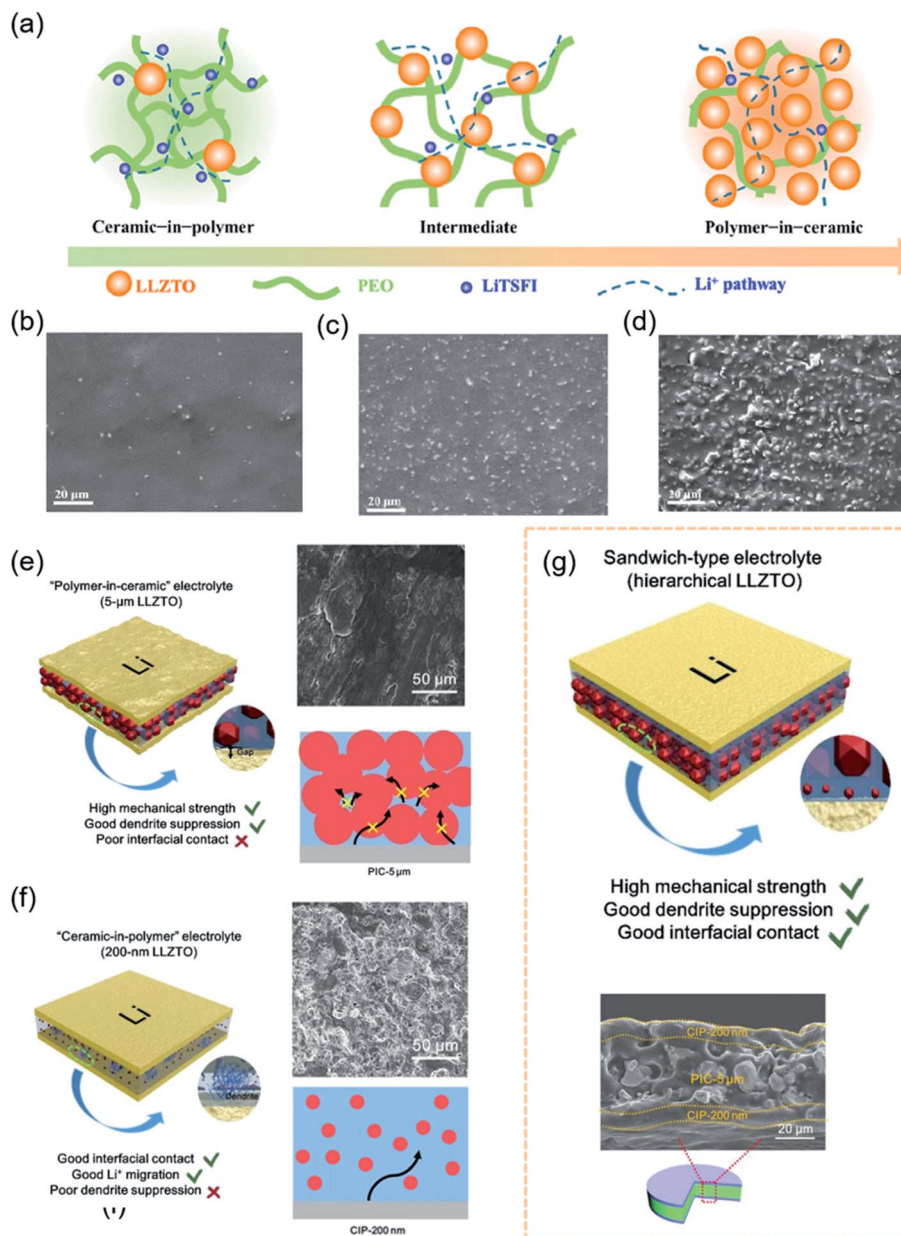 (a)
Ceramic-in-polymer
Intermediate
Polymer-in-ceramic
LLZTO
PEO
LiTSFI
Li⁺ pathway
(b)
20 μm
(c)
20 μm
(d)
20 μm
(e)
"Polymer-in-ceramic" electrolyte
(5-μm LLZTO)
Li
Gap
High mechanical strength ✓
Good dendrite suppression ✓
Poor interfacial contact ✗
50 μm
PIC-5 μm
(f)
"Ceramic-in-polymer" electrolyte
(200-nm LLZTO)
Li
Dendrite
Good interfacial contact ✓
Good Li⁺ migration ✓
Poor dendrite suppression ✗
50 μm
CIP-200 nm
(g)
Sandwich-type electrolyte
(hierarchical LLZTO)
Li
High mechanical strength ✓
Good dendrite suppression ✓
Good interfacial contact ✓
CIP-200 nm
PIC-5 μm
CIP-200 nm
20 μm